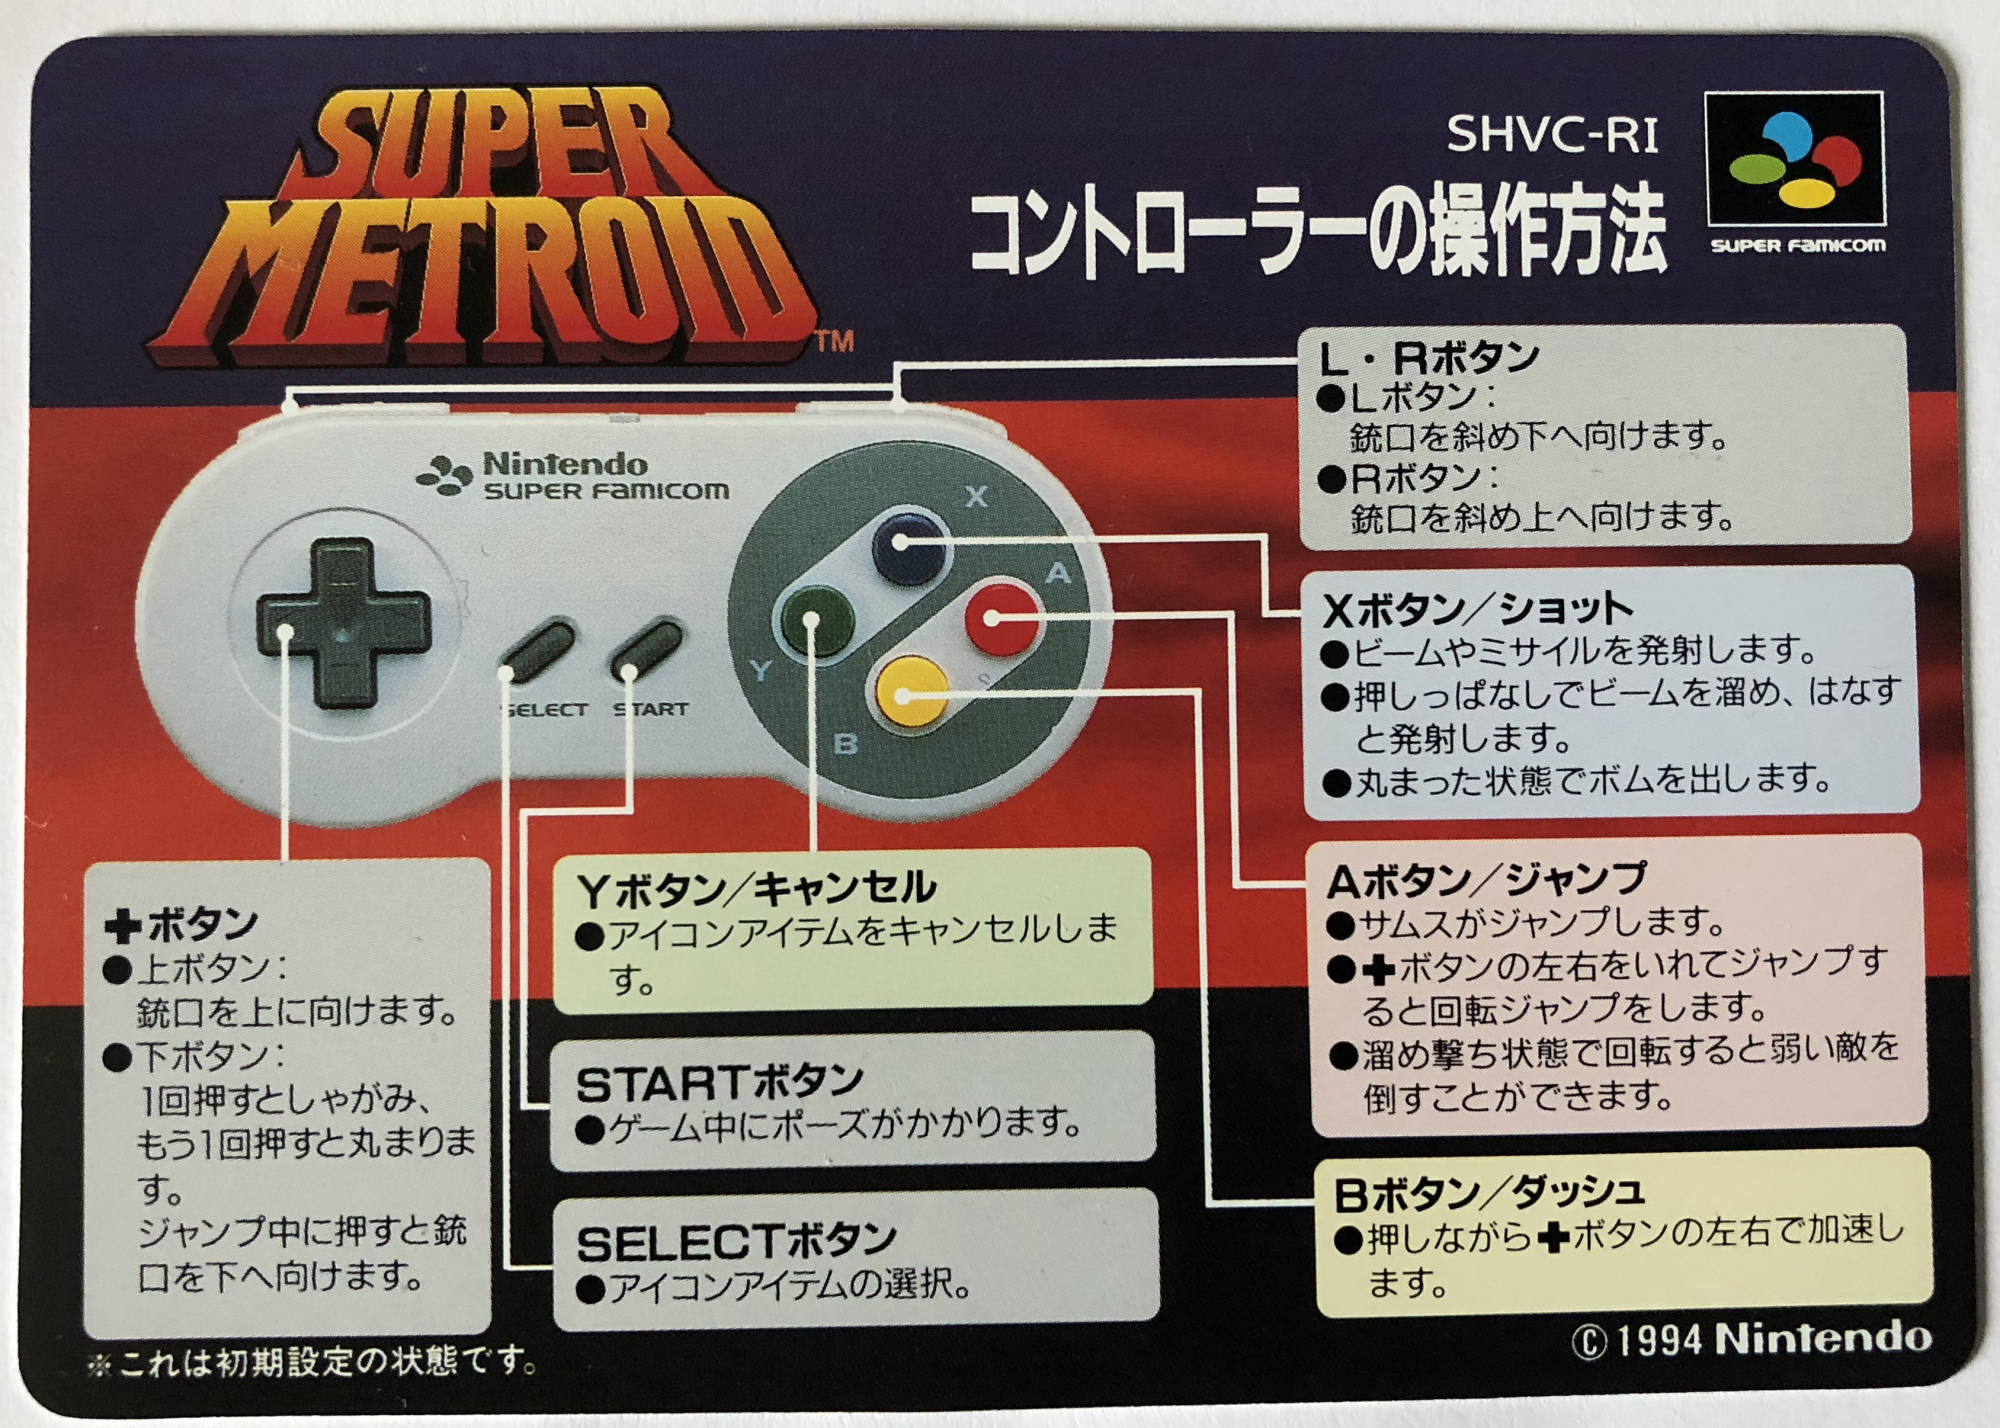 SUPER
METROID
TM
SHVC-RI
コントローラーの操作方法
SUPER FAMICOM
Nintendo
SUPER FAMICOM
X
A
Y
B
S
SELECT START
L・Rボタン
●Lボタン：
銃口を斜め下へ向けます。
●Rボタン：
銃口を斜め上へ向けます。
Xボタン／ショット
●ビームやミサイルを発射します。
●押しっぱなしでビームを溜め、はなす
と発射します。
●丸まった状態でボムを出します。
Aボタン／ジャンプ
●サムスがジャンプします。
●✚ボタンの左右をいれてジャンプす
ると回転ジャンプをします。
●溜め撃ち状態で回転すると弱い敵を
倒すことができます。
Bボタン／ダッシュ
●押しながら✚ボタンの左右で加速し
ます。
Yボタン／キャンセル
●アイコンアイテムをキャンセルしま
す。
STARTボタン
●ゲーム中にポーズがかかります。
SELECTボタン
●アイコンアイテムの選択。
✚ボタン
●上ボタン：
銃口を上に向けます。
●下ボタン：
1回押すとしゃがみ、
もう1回押すと丸まりま
す。
ジャンプ中に押すと銃
口を下へ向けます。
※これは初期設定の状態です。
©1994 Nintendo